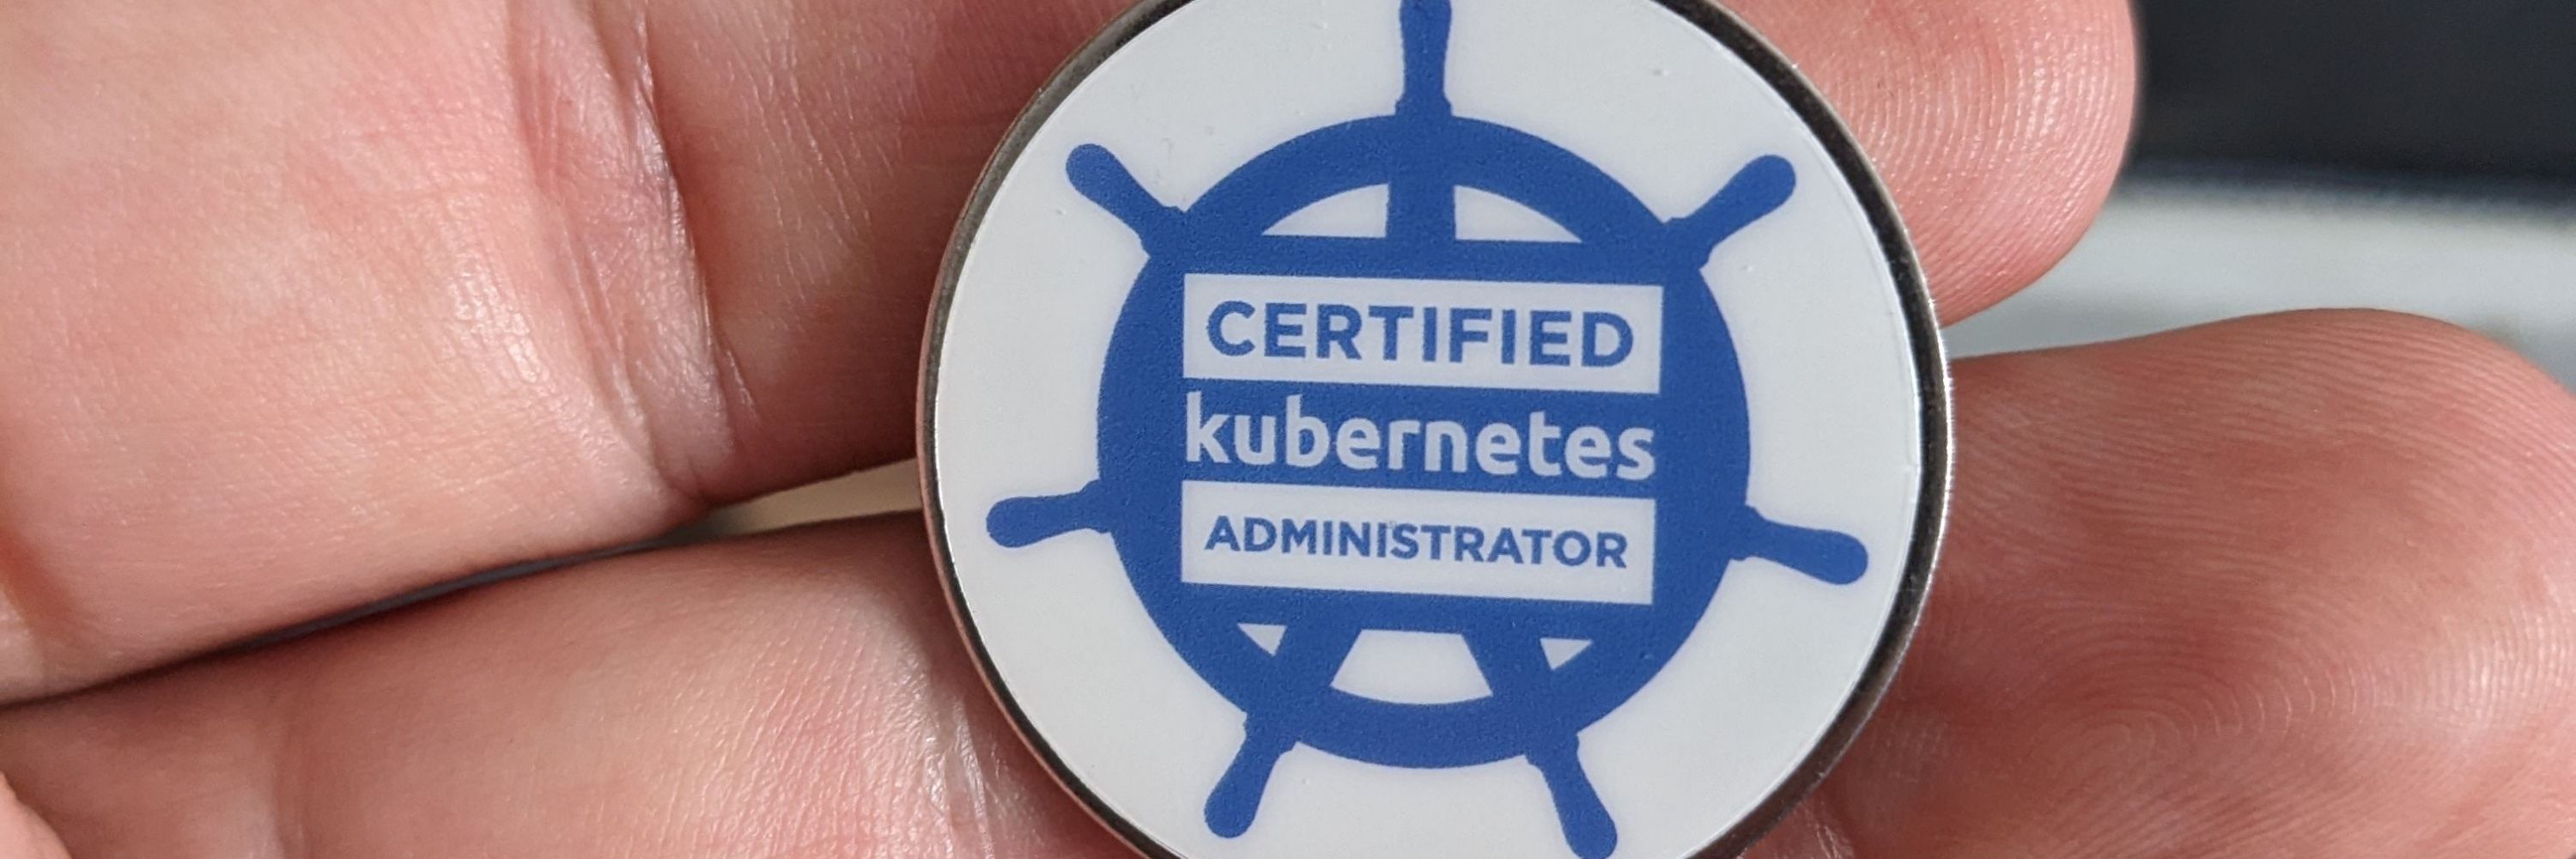 CERTIFIED
kubernetes
ADMINISTRATOR